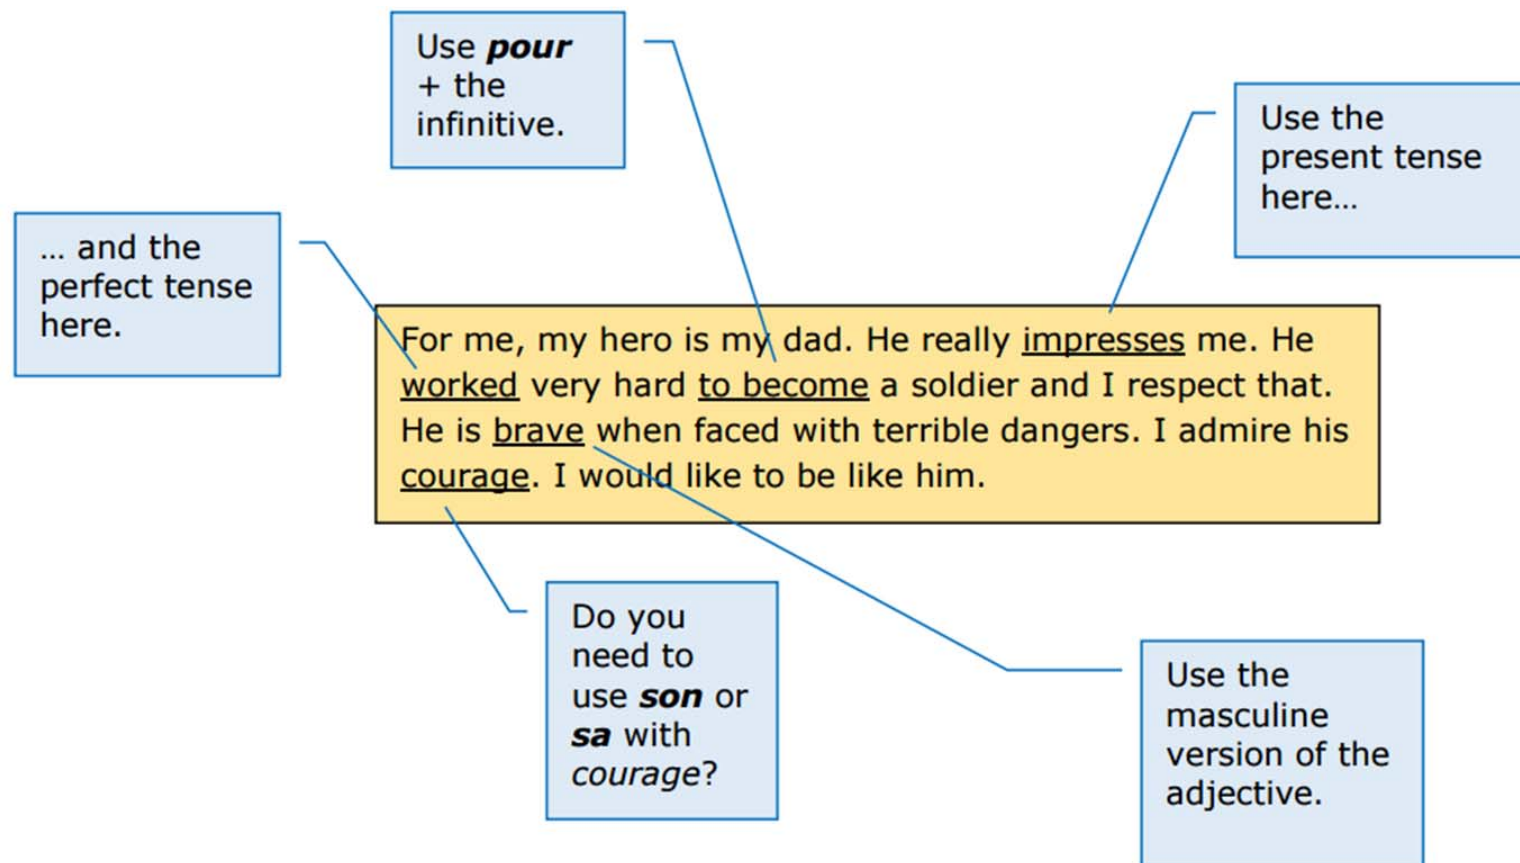 Use pour
+ the
infinitive.
Use the
present tense
here...
... and the
perfect tense
here.
For me, my hero is my dad. He really impresses me. He
worked very hard to become a soldier and I respect that.
He is brave when faced with terrible dangers. I admire his
courage. I would like to be like him.
Do you
need to
use son or
sa with
courage?
Use the
masculine
version of the
adjective.